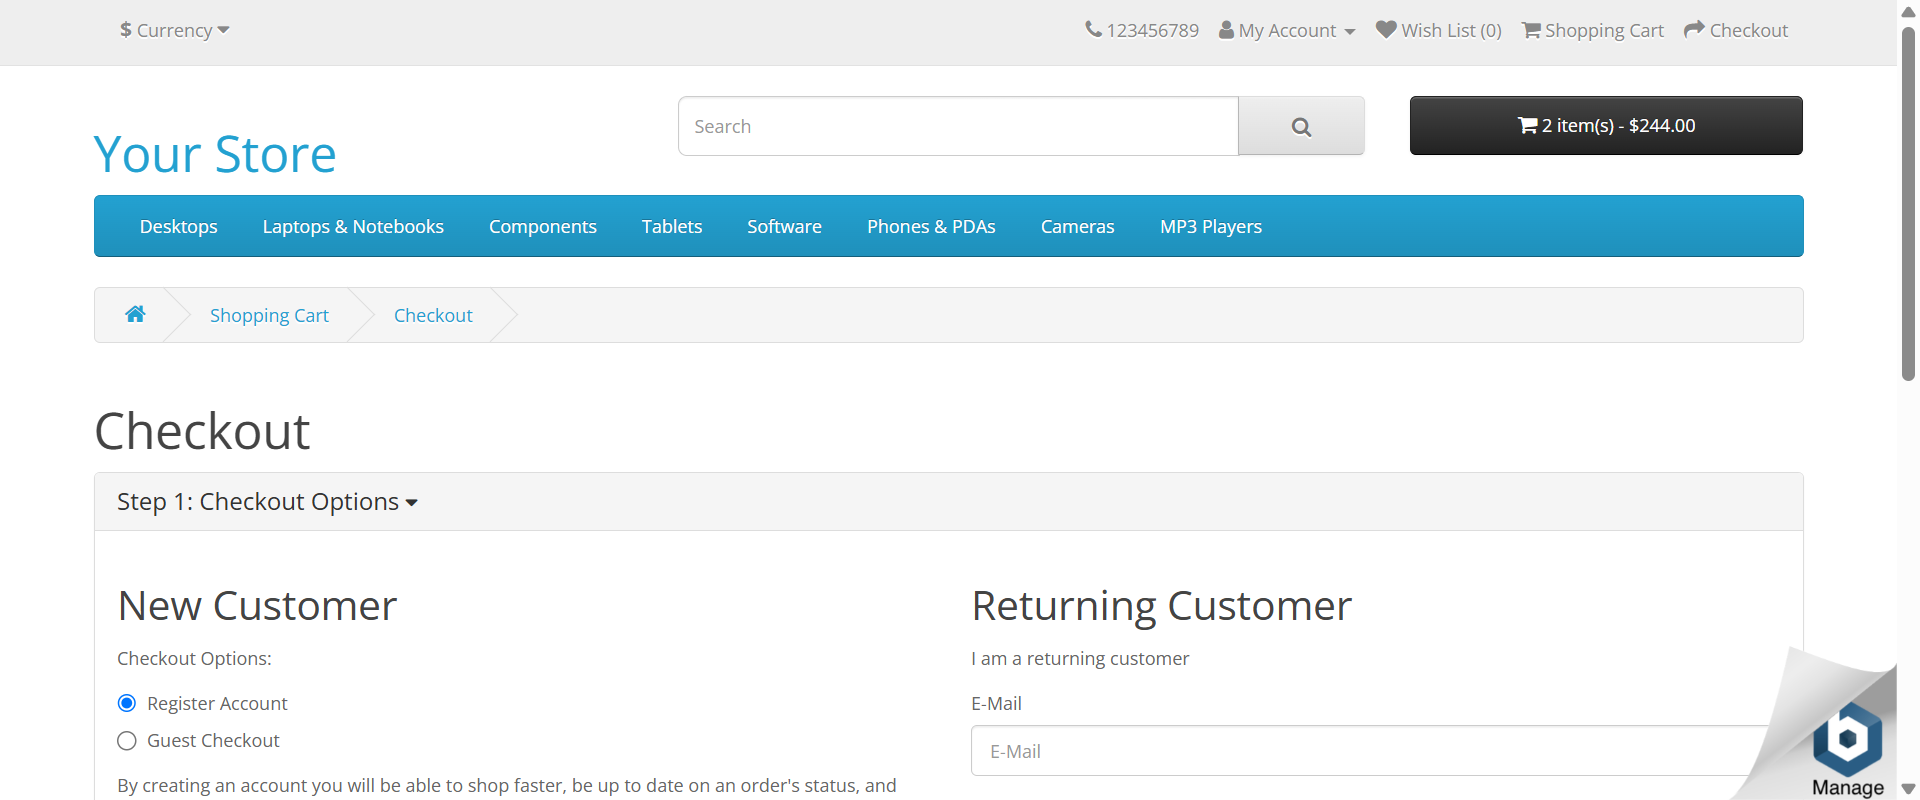 $ Currency
123456789 My Account Wish List (0) Shopping Cart Checkout
Your Store
Search
2 item(s) - $244.00
Desktops Laptops & Notebooks Components Tablets Software Phones & PDAs Cameras MP3 Players
Shopping Cart Checkout
Checkout
Step 1: Checkout Options
New Customer
Checkout Options:
Register Account
Guest Checkout
By creating an account you will be able to shop faster, be up to date on an order's status, and
Returning Customer
I am a returning customer
E-Mail
E-Mail
b
Manage